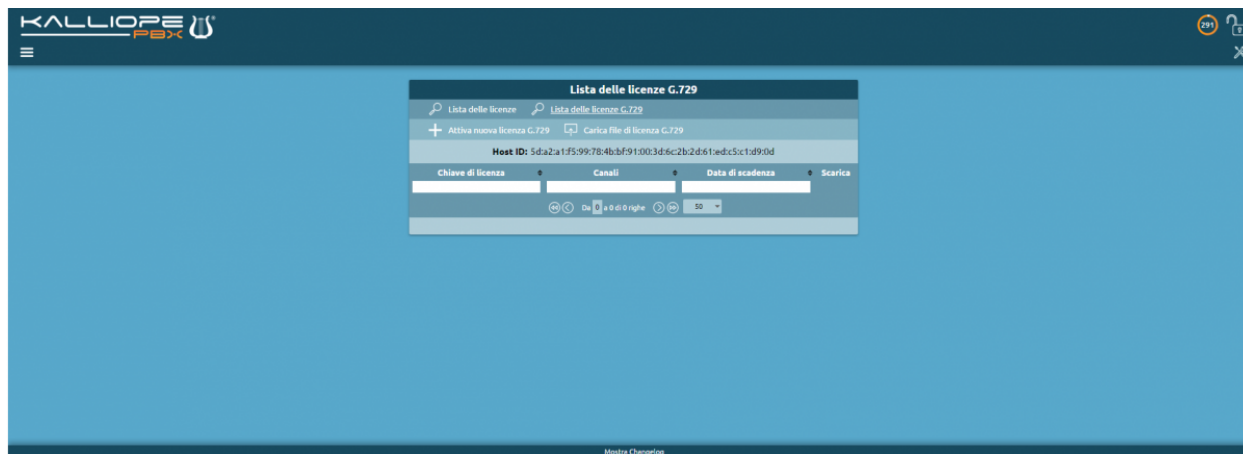 KALLIOPE
PBX
291
Lista delle licenze G.729
Lista delle licenze Lista delle licenze G.729
Attiva nuova licenza G.729 Carica file di licenza G.729
Host ID: 5d:a2:a1:f5:99:78:4b:bf:91:00:3d:6c:2b:2d:61:ed:c5:c1:d9:0d
Chiave di licenza Canali Data di scadenza Scarica
Da 0 a 0 di 0 righe 50
Mostra Changelog